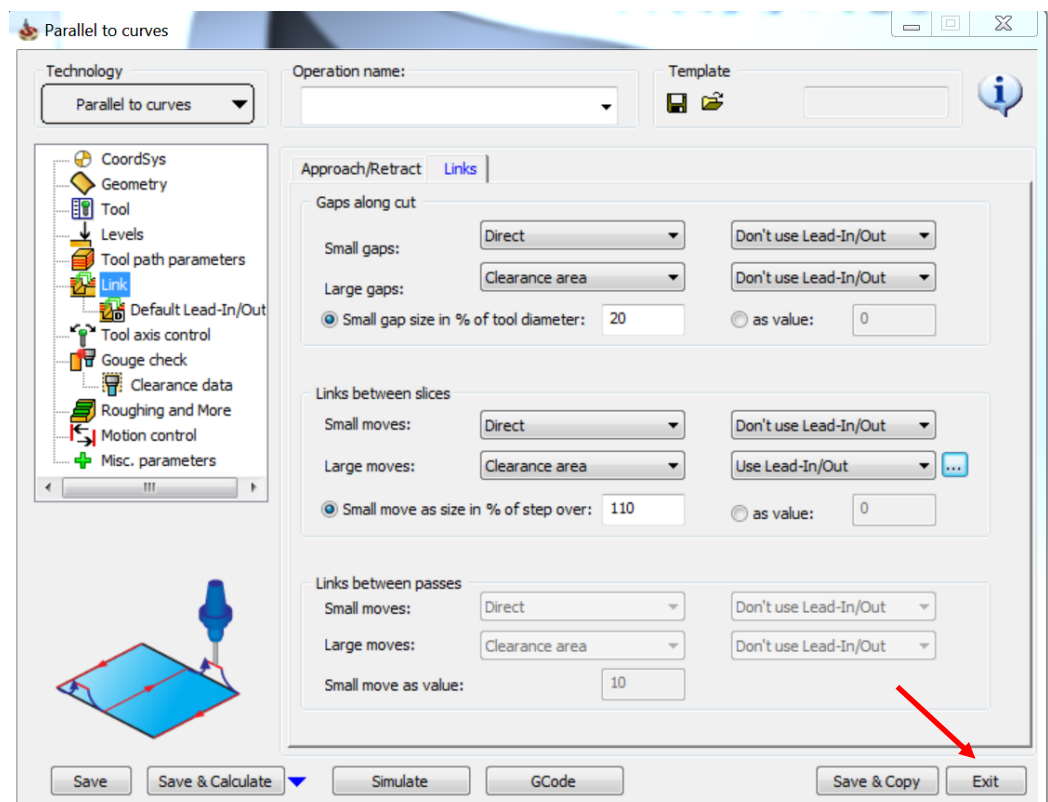 Parallel to curves
Technology
Operation name:
Template
Parallel to curves
CoordSys
Geometry
Tool
Levels
Tool path parameters
Link
Default Lead-In/Out
Tool axis control
Gouge check
Clearance data
Roughing and More
Motion control
Misc. parameters
Approach/Retract Links
Gaps along cut
Small gaps: Direct Don't use Lead-In/Out
Large gaps: Clearance area Don't use Lead-In/Out
Small gap size in % of tool diameter: 20 as value: 0
Links between slices
Small moves: Direct Don't use Lead-In/Out
Large moves: Clearance area Use Lead-In/Out ...
Small move as size in % of step over: 110 as value: 0
Links between passes
Small moves: Direct Don't use Lead-In/Out
Large moves: Clearance area Don't use Lead-In/Out
Small move as value: 10
Save Save & Calculate Simulate GCode Save & Copy Exit